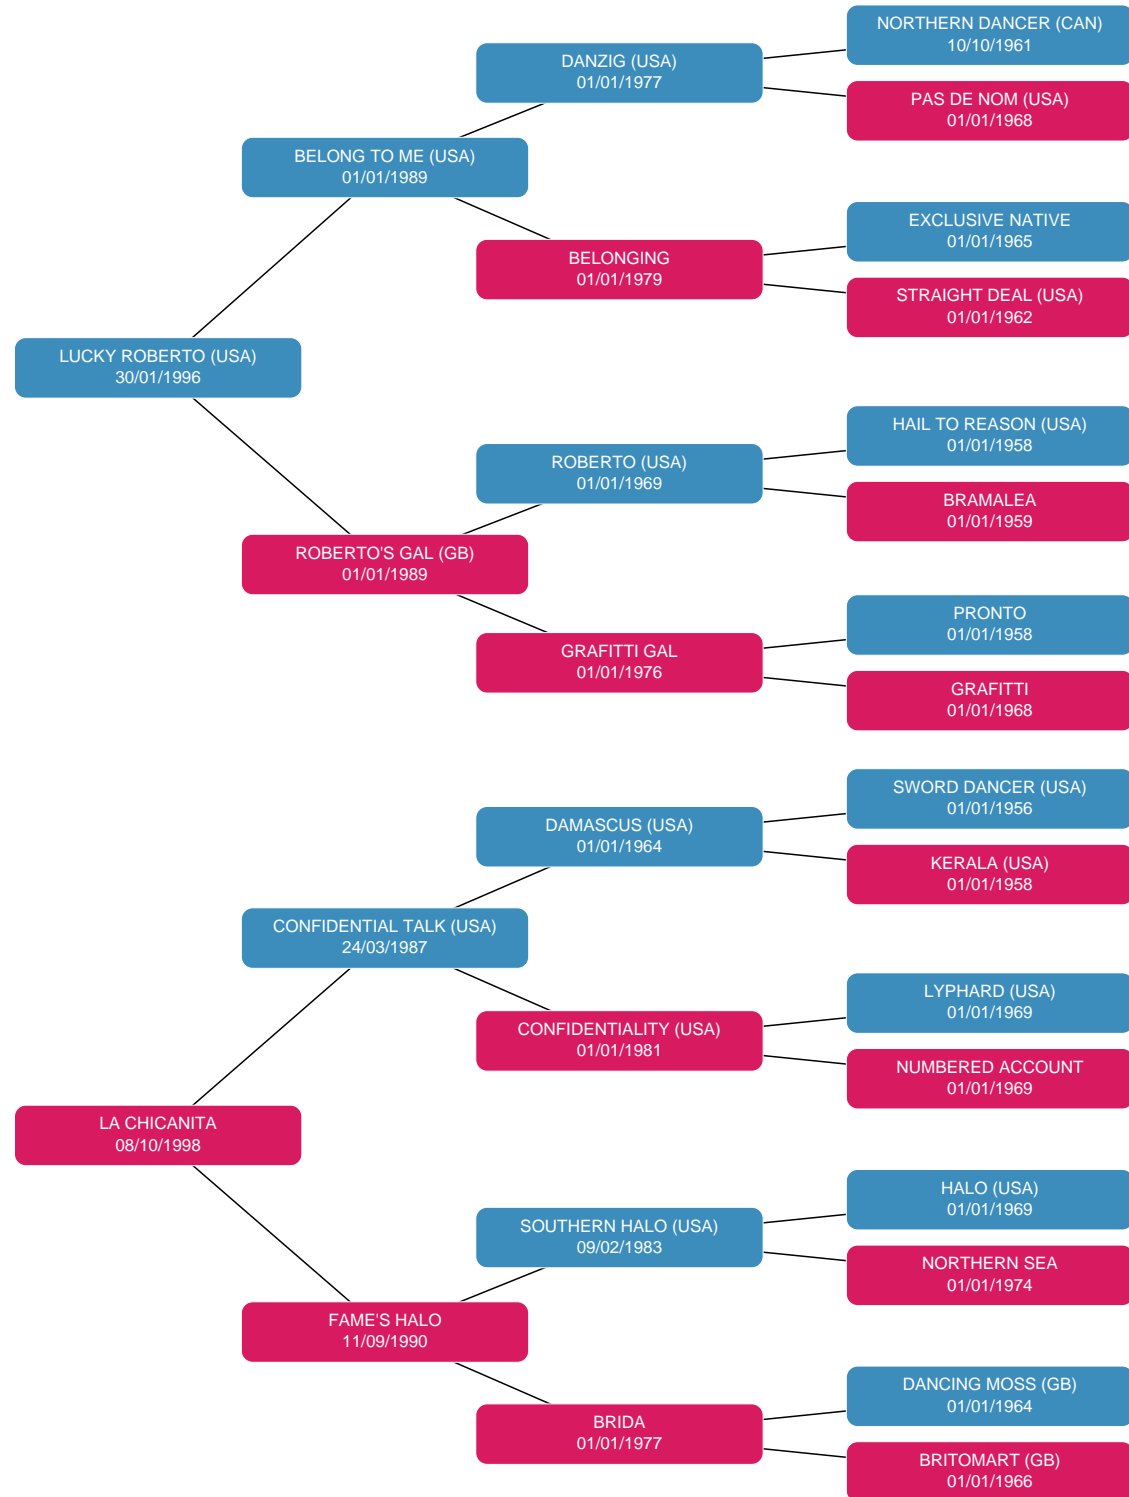 NORTHERN DANCER (CAN)
10/10/1961
DANZIG (USA)
01/01/1977
PAS DE NOM (USA)
01/01/1968
BELONG TO ME (USA)
01/01/1989
EXCLUSIVE NATIVE
01/01/1965
BELONGING
01/01/1979
STRAIGHT DEAL (USA)
01/01/1962
LUCKY ROBERTO (USA)
30/01/1996
HAIL TO REASON (USA)
01/01/1958
ROBERTO (USA)
01/01/1969
BRAMALEA
01/01/1959
ROBERTO'S GAL (GB)
01/01/1989
PRONTO
01/01/1958
GRAFITTI GAL
01/01/1976
GRAFITTI
01/01/1968
SWORD DANCER (USA)
01/01/1956
DAMASCUS (USA)
01/01/1964
KERALA (USA)
01/01/1958
CONFIDENTIAL TALK (USA)
24/03/1987
LYPHARD (USA)
01/01/1969
CONFIDENTIALITY (USA)
01/01/1981
NUMBERED ACCOUNT
01/01/1969
LA CHICANITA
08/10/1998
HALO (USA)
01/01/1969
SOUTHERN HALO (USA)
09/02/1983
NORTHERN SEA
01/01/1974
FAME'S HALO
11/09/1990
DANCING MOSS (GB)
01/01/1964
BRIDA
01/01/1977
BRITOMART (GB)
01/01/1966